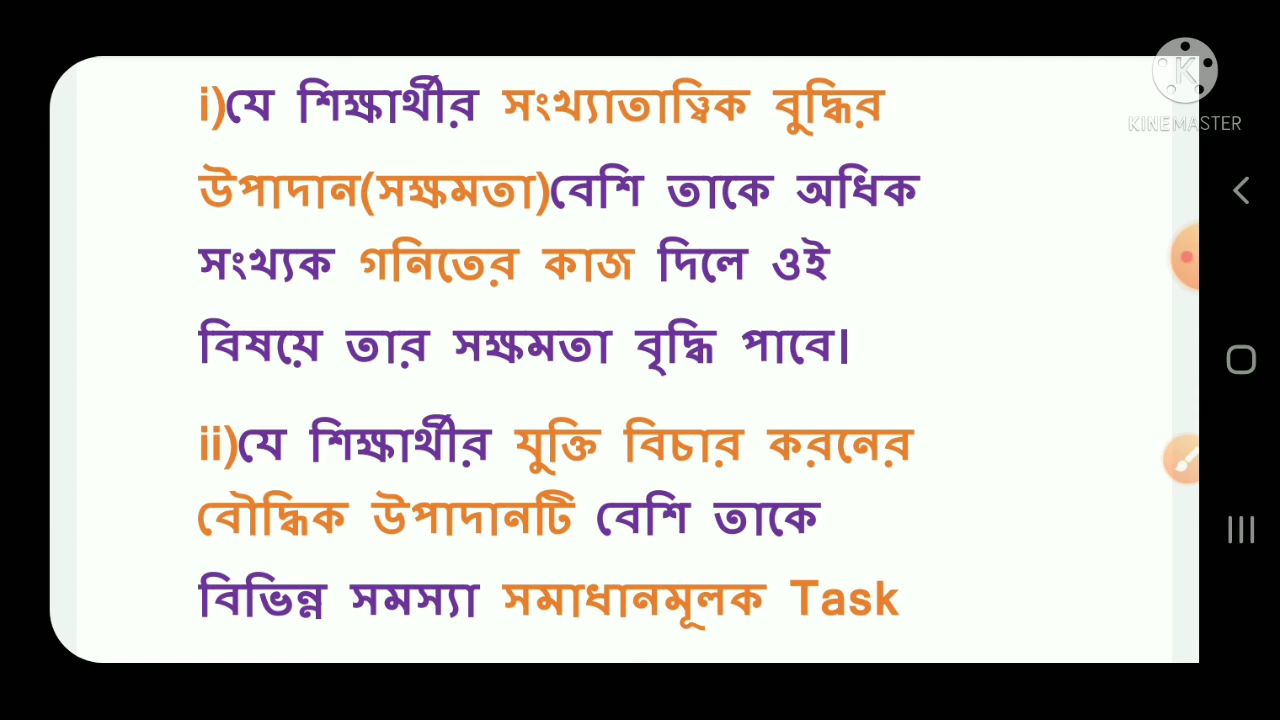 i)যে শিক্ষার্থীর সংখ্যাতাত্ত্বিক বুদ্ধির
উপাদান(সক্ষমতা)বেশি তাকে অধিক
সংখ্যক গনিতের কাজ দিলে ওই
বিষয়ে তার সক্ষমতা বৃদ্ধি পাবে।
ii)যে শিক্ষার্থীর যুক্তি বিচার করনের
বৌদ্ধিক উপাদানটি বেশি তাকে
বিভিন্ন সমস্যা সমাধানমূলক Task
K
KINEMASTER